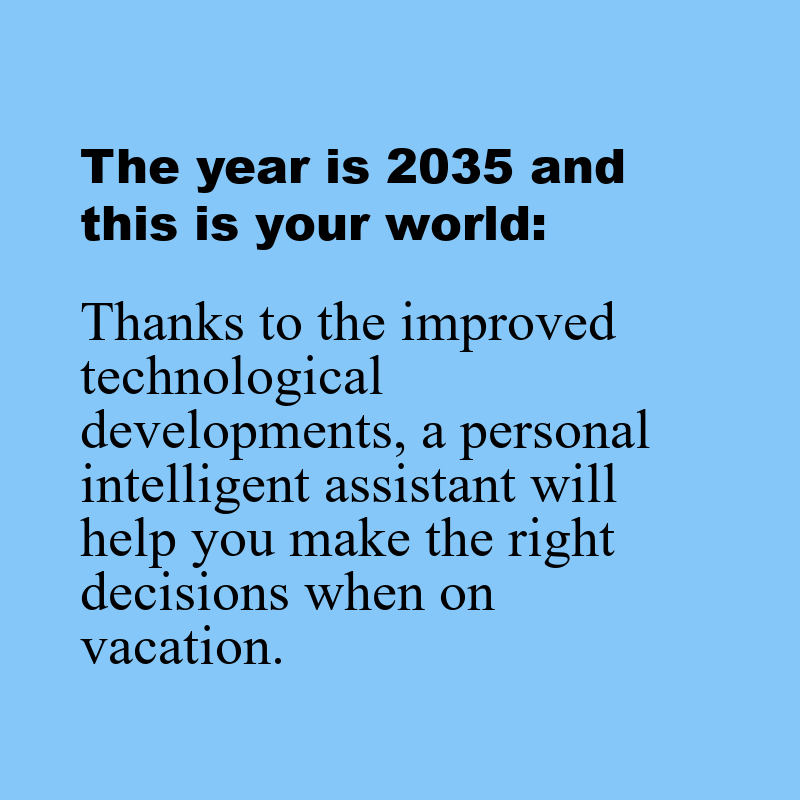 The year is 2035 and
this is your world:
Thanks to the improved
technological
developments, a personal
intelligent assistant will
help you make the right
decisions when on
vacation.